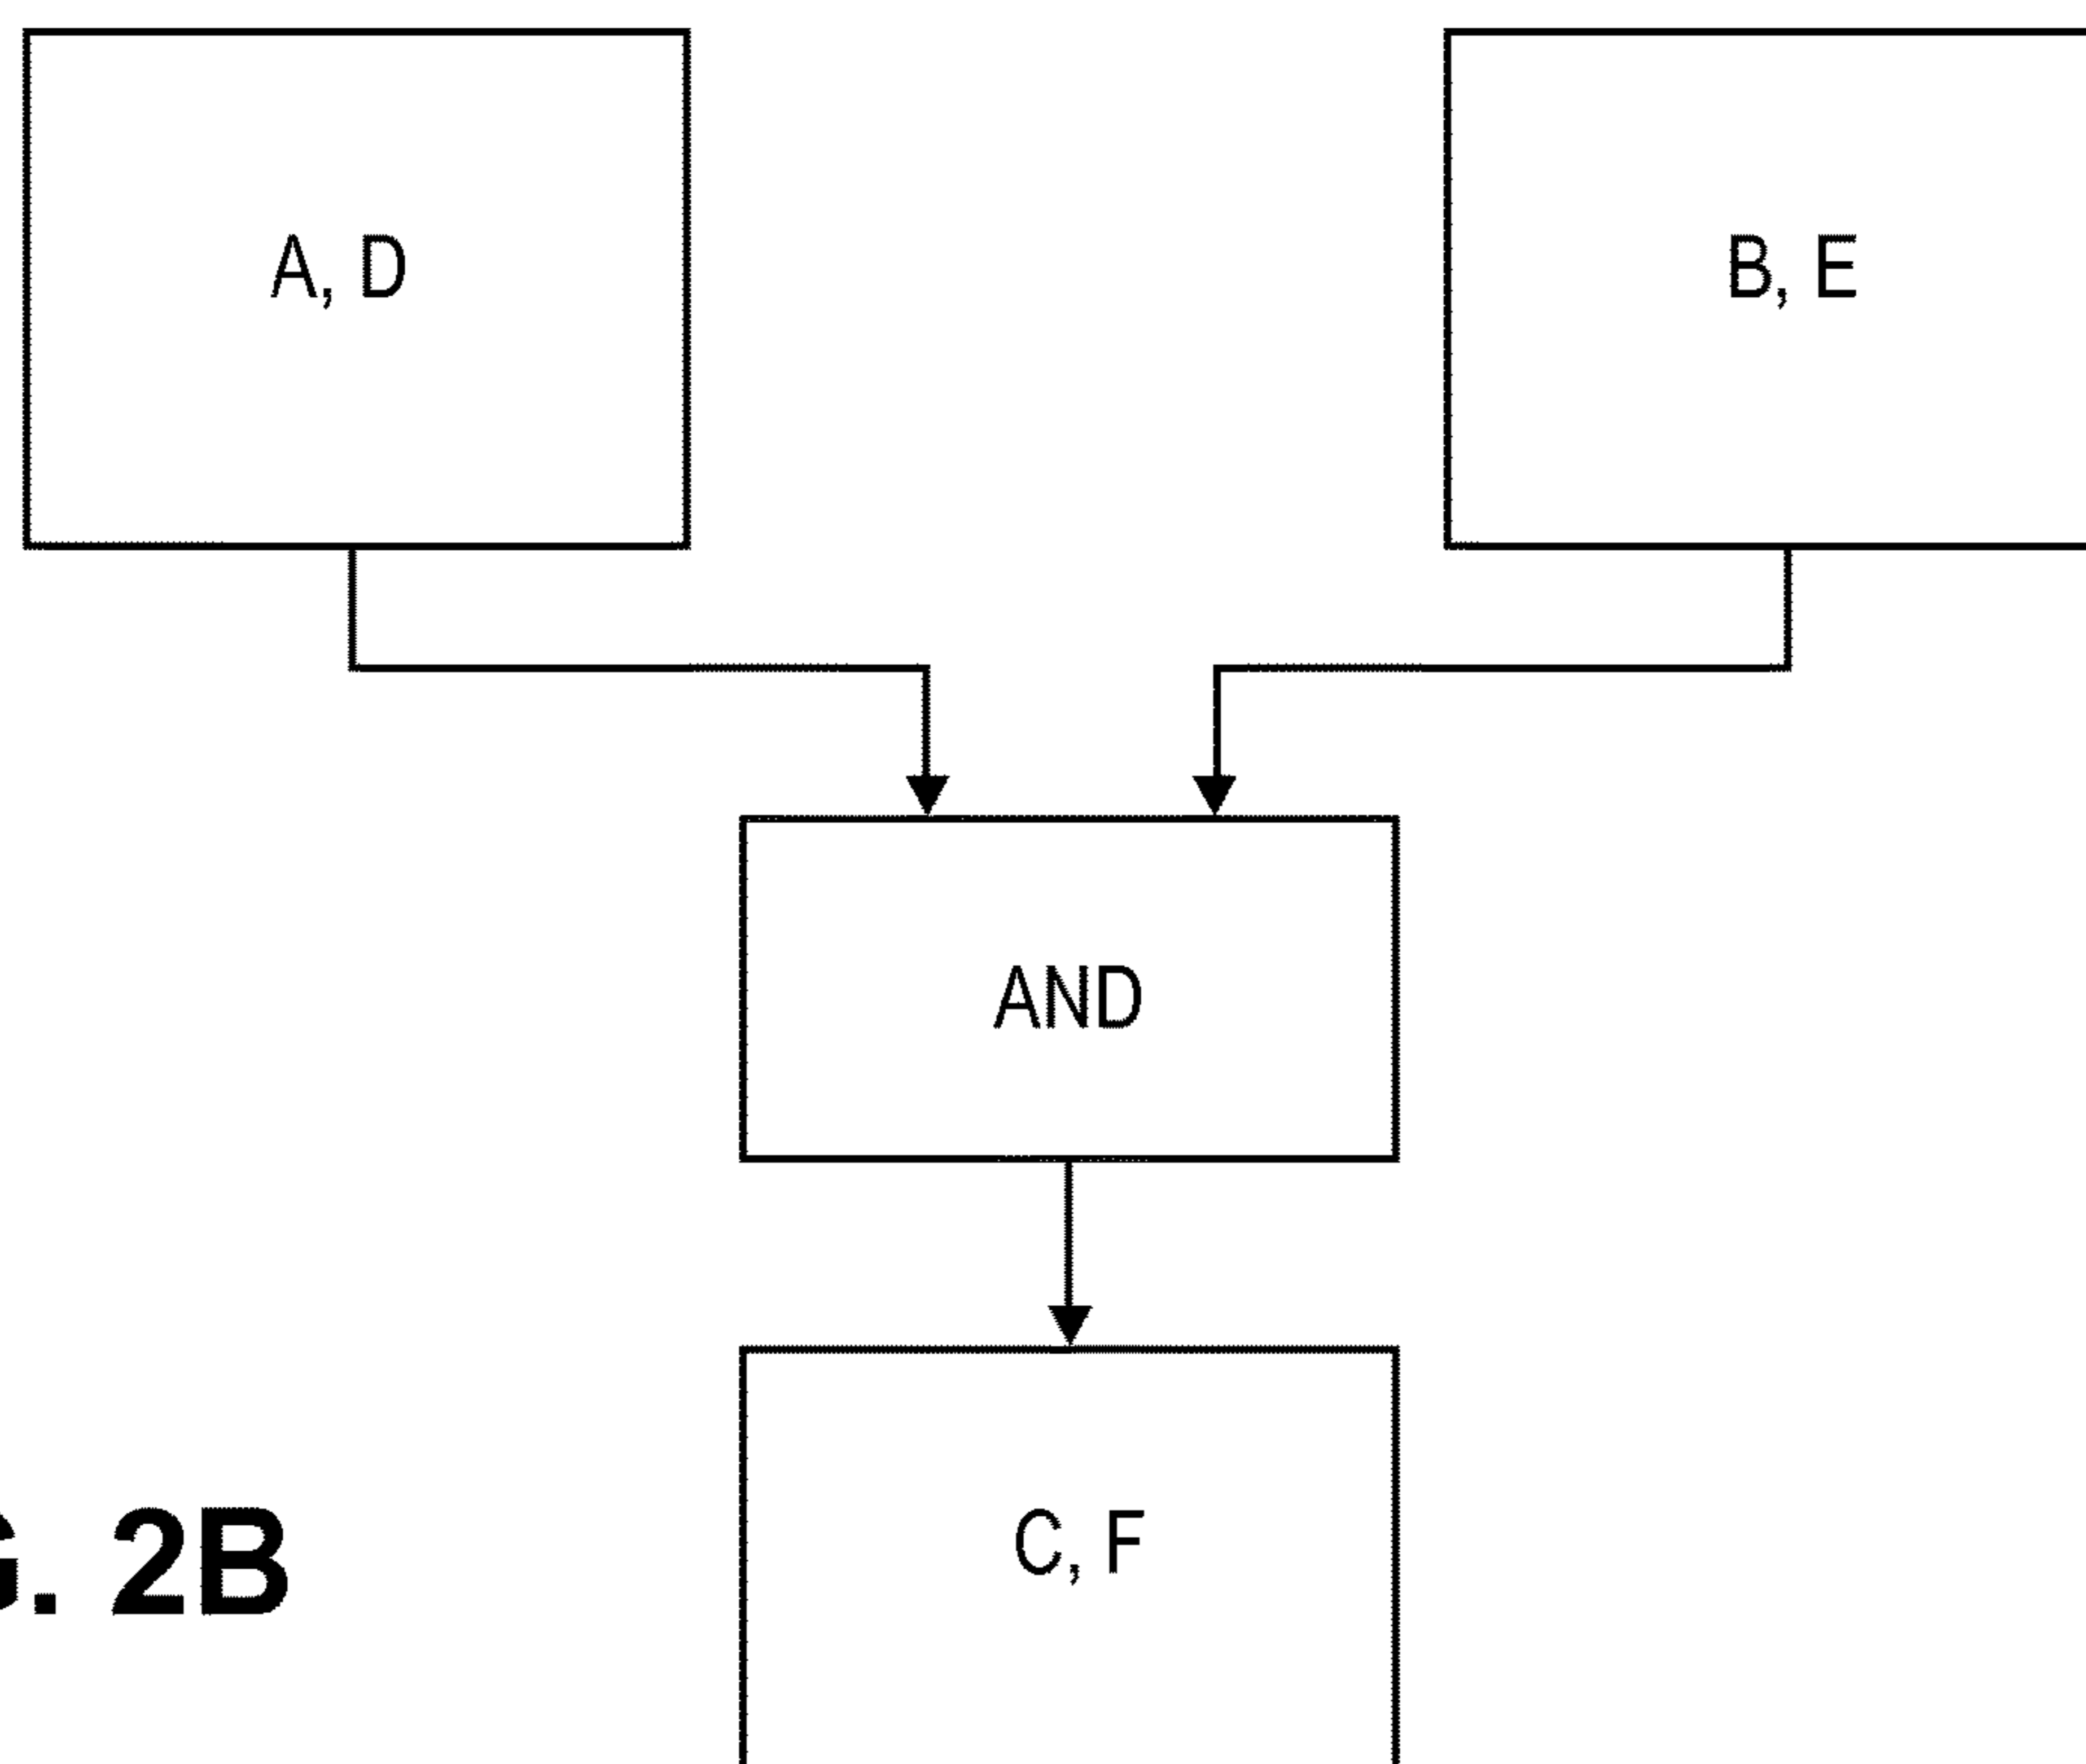 A, D
B, E
AND
C, F
. 2B